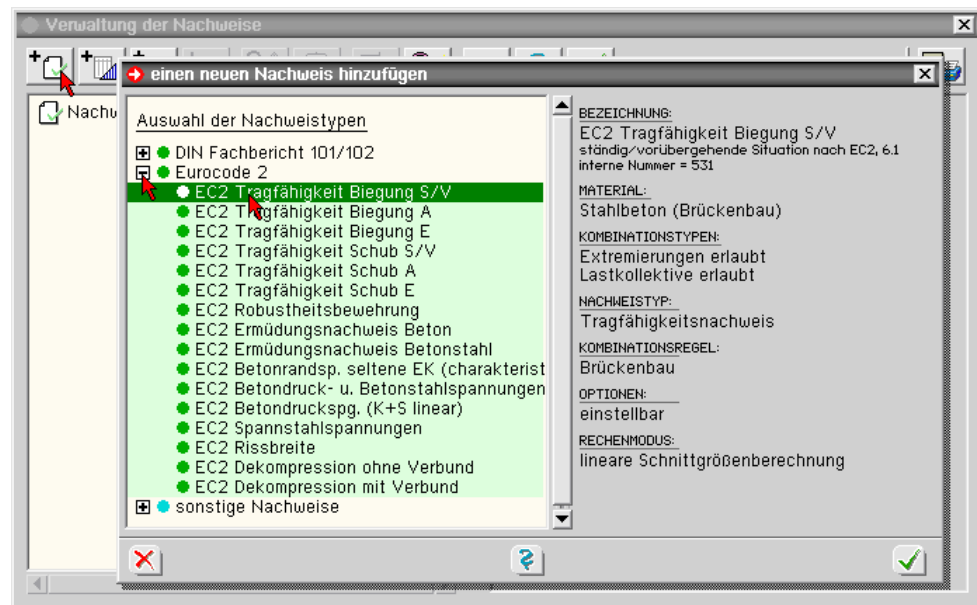 Verwaltung der Nachweise
einen neuen Nachweis hinzufügen
Nachw
Auswahl der Nachweistypen
DIN Fachbericht 101/102
Eurocode 2
EC2 Tragfähigkeit Biegung S/V
EC2 Tragfähigkeit Biegung A
EC2 Tragfähigkeit Biegung E
EC2 Tragfähigkeit Schub S/V
EC2 Tragfähigkeit Schub A
EC2 Tragfähigkeit Schub E
EC2 Robustheitsbewehrung
EC2 Ermüdungsnachweis Beton
EC2 Ermüdungsnachweis Betonstahl
EC2 Betonrandsp. seltene EK (charakterist
EC2 Betondruck- u. Betonstahlspannungen
EC2 Betondruckspg. (K+S linear)
EC2 Spannstahlspannungen
EC2 Rissbreite
EC2 Dekompression ohne Verbund
EC2 Dekompression mit Verbund
sonstige Nachweise
BEZEICHNUNG:
EC2 Tragfähigkeit Biegung S/V
ständig/vorübergehende Situation nach EC2, 6.1
interne Nummer = 531
MATERIAL:
Stahlbeton (Brückenbau)
KOMBINATIONSTYPEN:
Extremierungen erlaubt
Lastkollektive erlaubt
NACHWEISTYP:
Tragfähigkeitsnachweis
KOMBINATIONSREGEL:
Brückenbau
OPTIONEN:
einstellbar
RECHENMODUS:
lineare Schnittgrößenberechnung